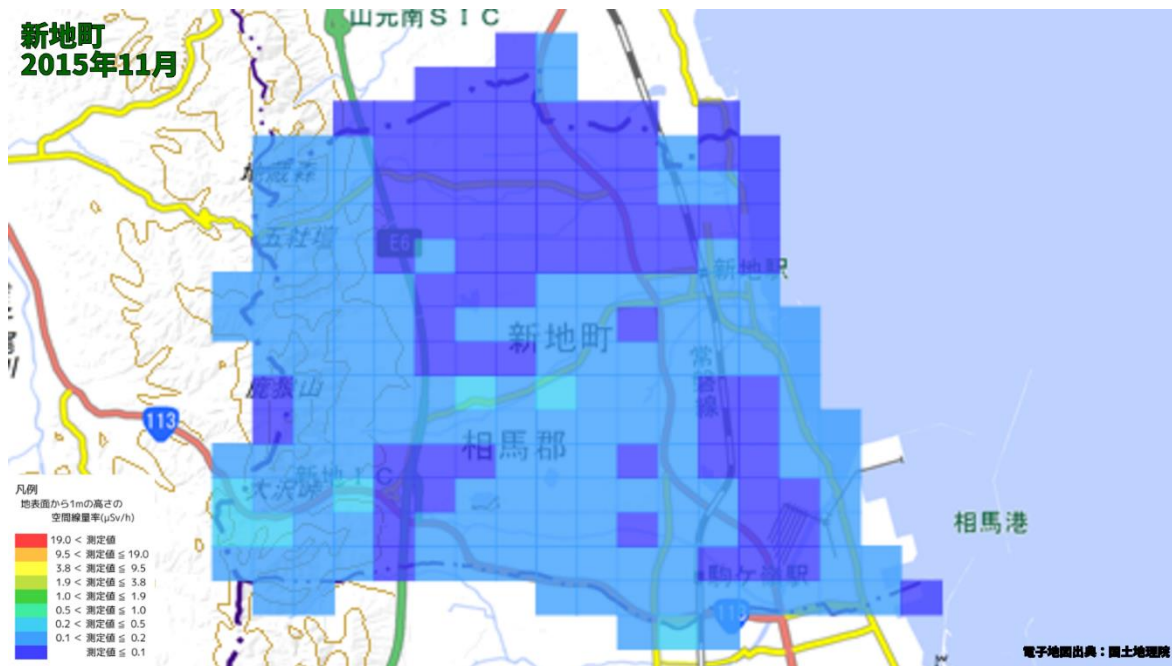 新地町
2015年11月
山元南SIC
地蔵森
五社壇
E6
新地駅
新地町
常磐線
鹿狼山
113
相馬郡
新地IC
大沢峠
相馬港
駒ケ嶺駅
113
凡例
地表面から1mの高さの
空間線量率(μSv/h)
19.0 < 測定値
9.5 < 測定値 ≤ 19.0
3.8 < 測定値 ≤ 9.5
1.9 < 測定値 ≤ 3.8
1.0 < 測定値 ≤ 1.9
0.5 < 測定値 ≤ 1.0
0.2 < 測定値 ≤ 0.5
0.1 < 測定値 ≤ 0.2
測定値 ≤ 0.1
電子地図出典：国土地理院